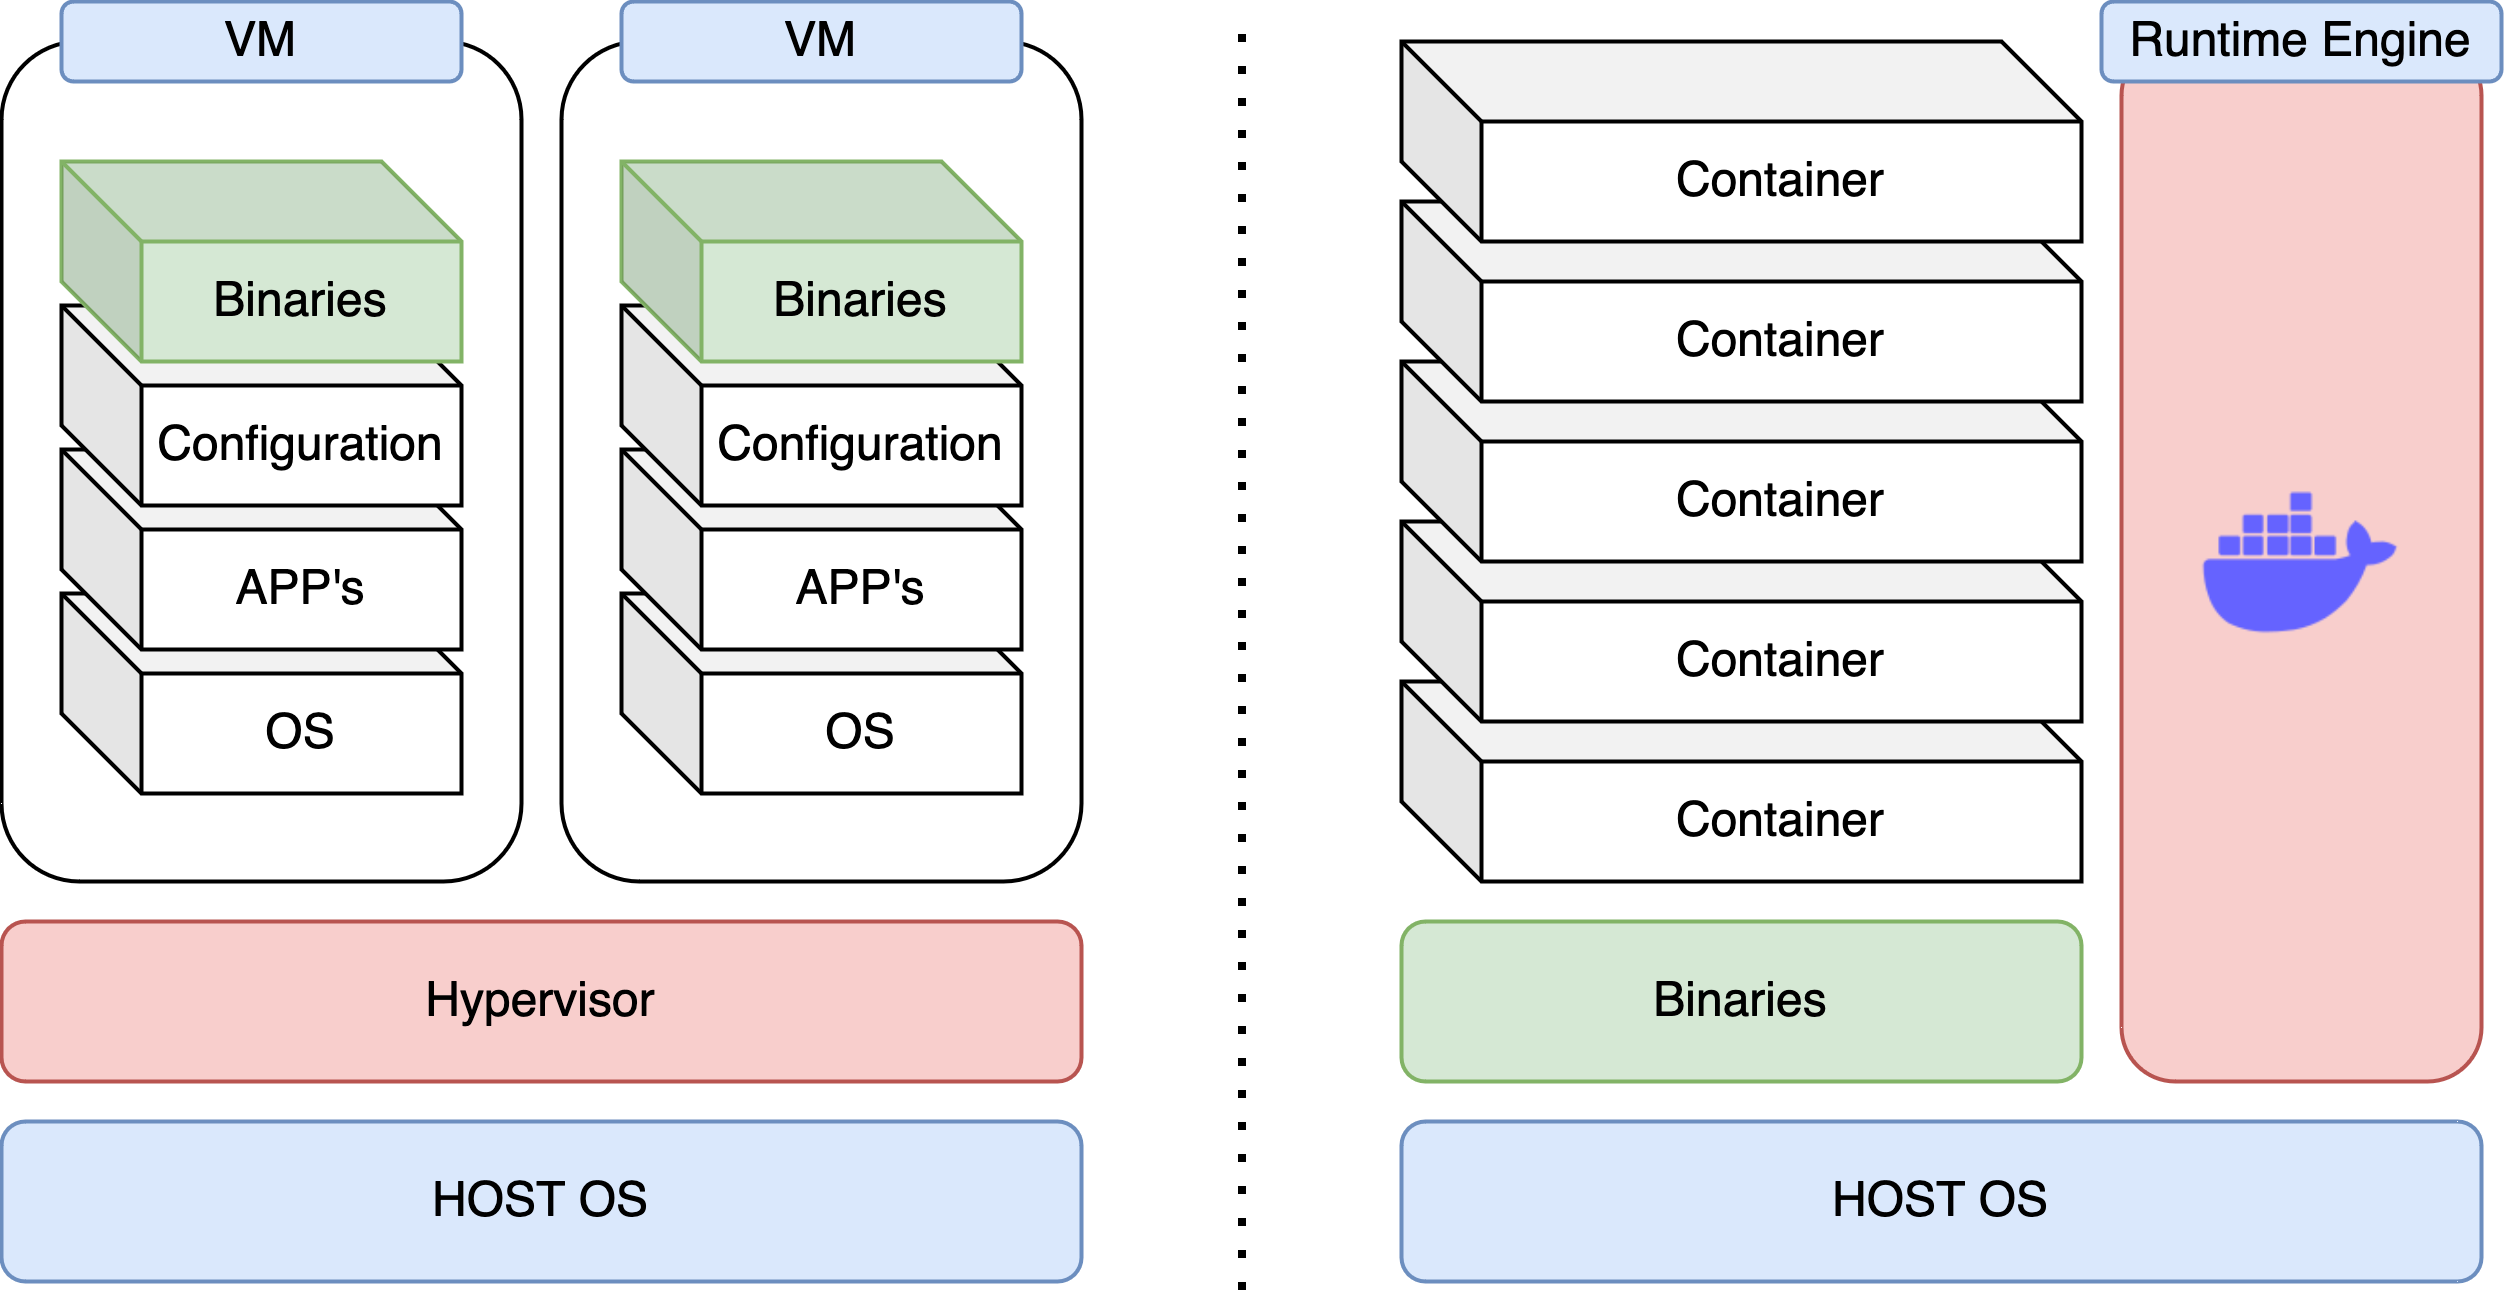 VM
Binaries
Configuration
APP's
OS
VM
Binaries
Configuration
APP's
OS
Hypervisor
HOST OS
Container
Container
Container
Container
Container
Binaries
Runtime Engine
HOST OS